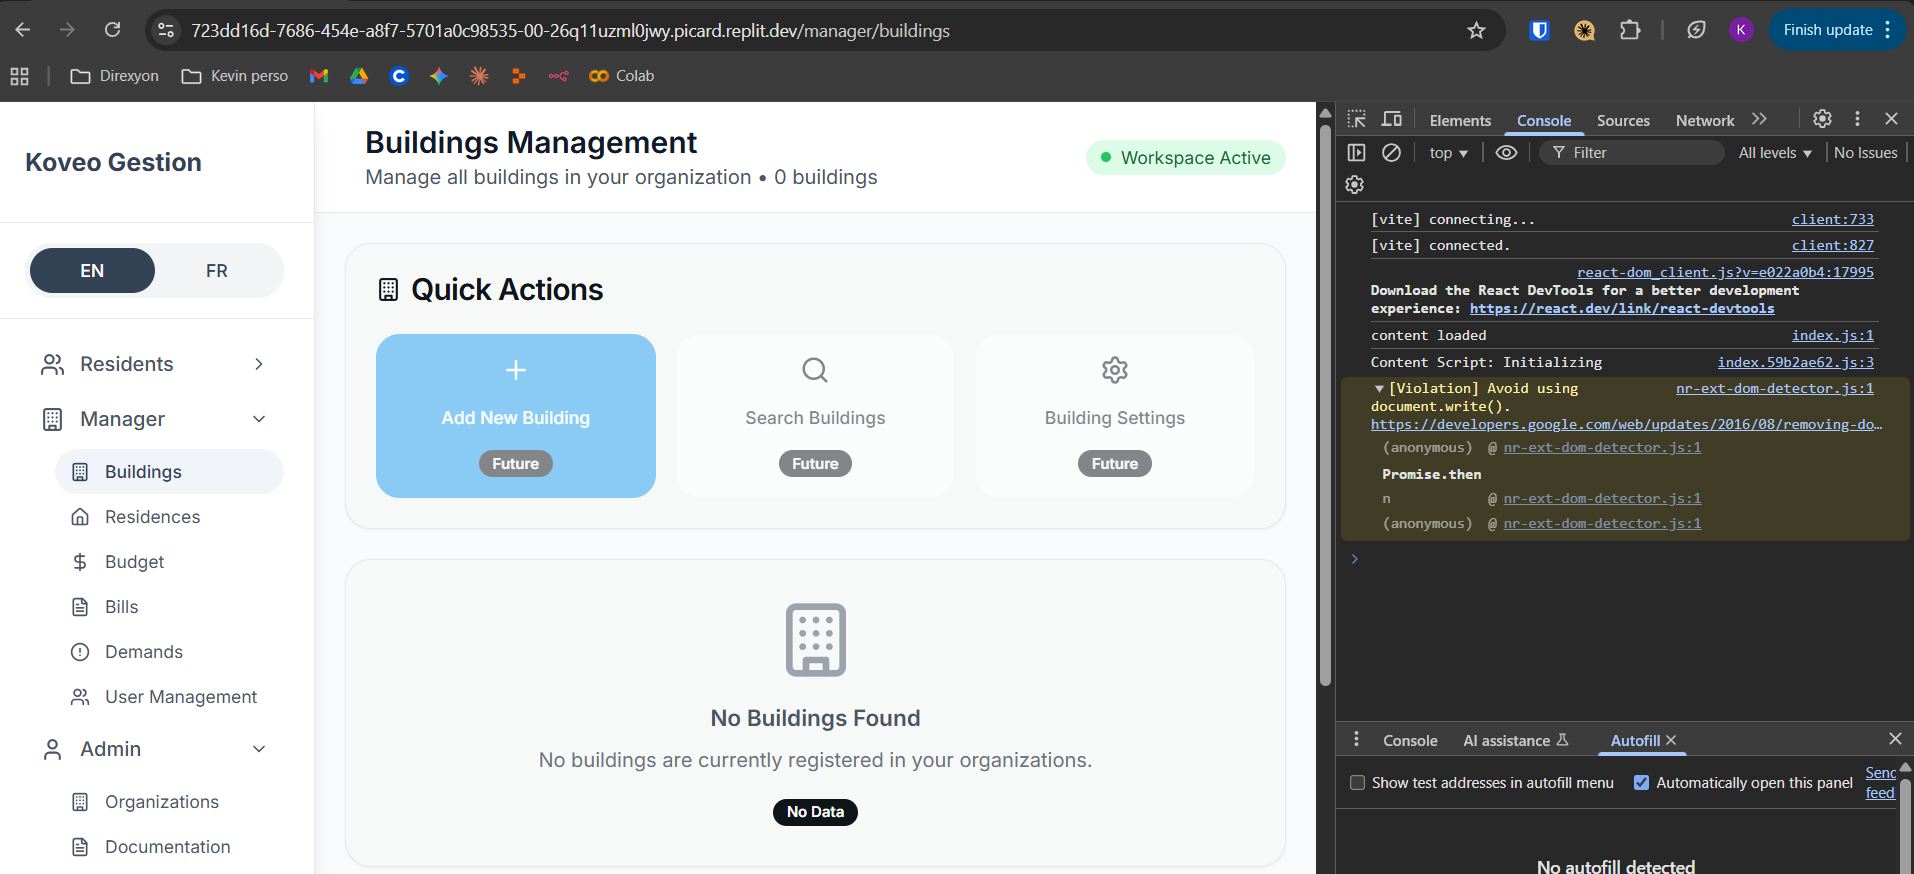 723dd16d-7686-454e-a8f7-5701a0c98535-00-26q11uzml0jwy.picard.replit.dev/manager/buildings
K
Finish update
Direxyon
Kevin perso
Colab
Koveo Gestion
EN
FR
Residents
Manager
Buildings
Residences
Budget
Bills
Demands
User Management
Admin
Organizations
Documentation
Buildings Management
Manage all buildings in your organization • 0 buildings
Workspace Active
Quick Actions
Add New Building
Future
Search Buildings
Future
Building Settings
Future
No Buildings Found
No buildings are currently registered in your organizations.
No Data
Elements
Console
Sources
Network
top
Filter
All levels
No Issues
[vite] connecting... client:733
[vite] connected. client:827
react-dom_client.js?v=e022a0b4:17995
Download the React DevTools for a better development
experience: https://react.dev/link/react-devtools
content loaded index.js:1
Content Script: Initializing index.59b2ae62.js:3
[Violation] Avoid using nr-ext-dom-detector.js:1
document.write().
https://developers.google.com/web/updates/2016/08/removing-do…
(anonymous) @ nr-ext-dom-detector.js:1
Promise.then
n @ nr-ext-dom-detector.js:1
(anonymous) @ nr-ext-dom-detector.js:1
Console
AI assistance
Autofill
Show test addresses in autofill menu
Automatically open this panel
Send
feed
No autofill detected